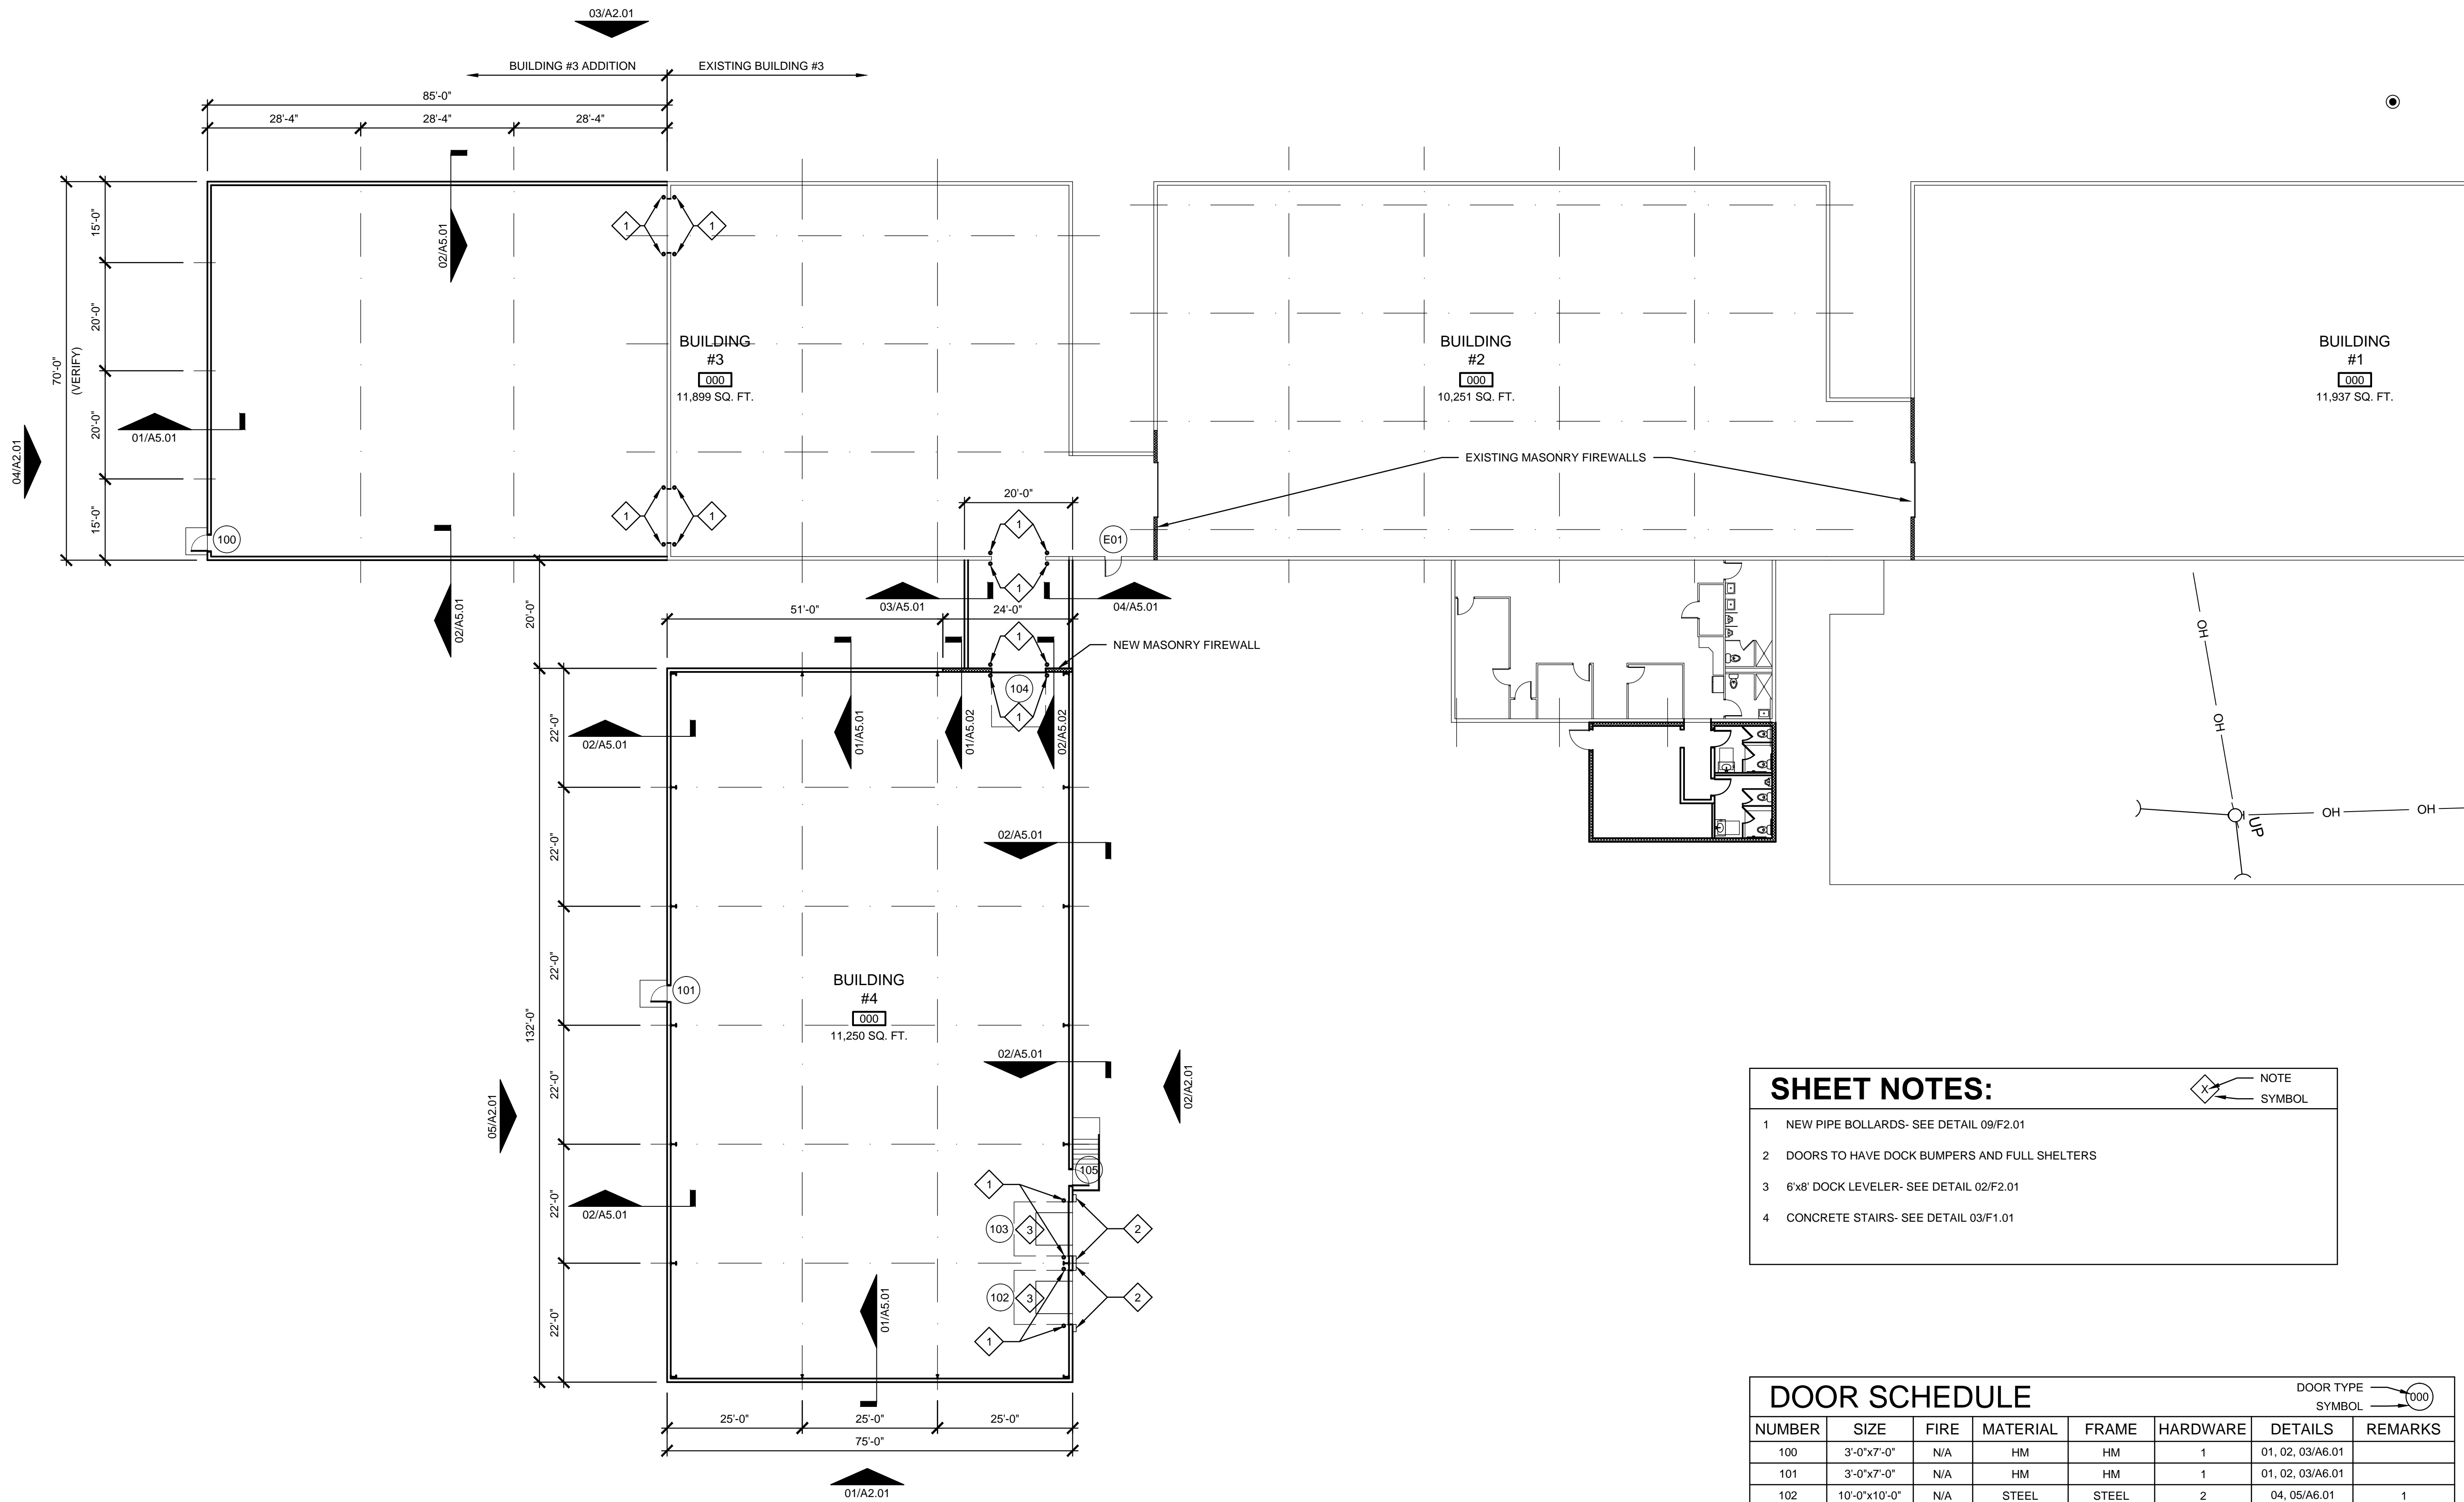 03/A2.01
BUILDING #3 ADDITION
EXISTING BUILDING #3
85'-0"
28'-4"
28'-4"
28'-4"
15'-0"
20'-0"
20'-0"
15'-0"
70'-0"
(VERIFY)
02/A5.01
01/A5.01
04/A2.01
1
1
1
1
100
BUILDING
#3
000
11,899 SQ. FT.
BUILDING
#2
000
10,251 SQ. FT.
BUILDING
#1
000
11,937 SQ. FT.
EXISTING MASONRY FIREWALLS
20'-0"
1
E01
1
03/A5.01
04/A5.01
02/A5.01
20'-0"
51'-0"
24'-0"
1
NEW MASONRY FIREWALL
104
1
01/A5.01
01/A5.02
02/A5.02
02/A5.01
22'-0"
22'-0"
22'-0"
22'-0"
22'-0"
22'-0"
132'-0"
02/A5.01
BUILDING
#4
000
11,250 SQ. FT.
101
02/A5.01
02/A2.01
05/A2.01
02/A5.01
105
1
103
3
2
102
3
2
1
01/A5.01
25'-0"
25'-0"
25'-0"
75'-0"
01/A2.01
OH
OH
OH
OH
UP
SHEET NOTES:
X
NOTE
SYMBOL
1 NEW PIPE BOLLARDS- SEE DETAIL 09/F2.01
2 DOORS TO HAVE DOCK BUMPERS AND FULL SHELTERS
3 6'x8' DOCK LEVELER- SEE DETAIL 02/F2.01
4 CONCRETE STAIRS- SEE DETAIL 03/F1.01
DOOR SCHEDULE
DOOR TYPE
SYMBOL
000
NUMBER SIZE FIRE MATERIAL FRAME HARDWARE DETAILS REMARKS
100 3'-0"x7'-0" N/A HM HM 1 01, 02, 03/A6.01
101 3'-0"x7'-0" N/A HM HM 1 01, 02, 03/A6.01
102 10'-0"x10'-0" N/A STEEL STEEL 2 04, 05/A6.01 1